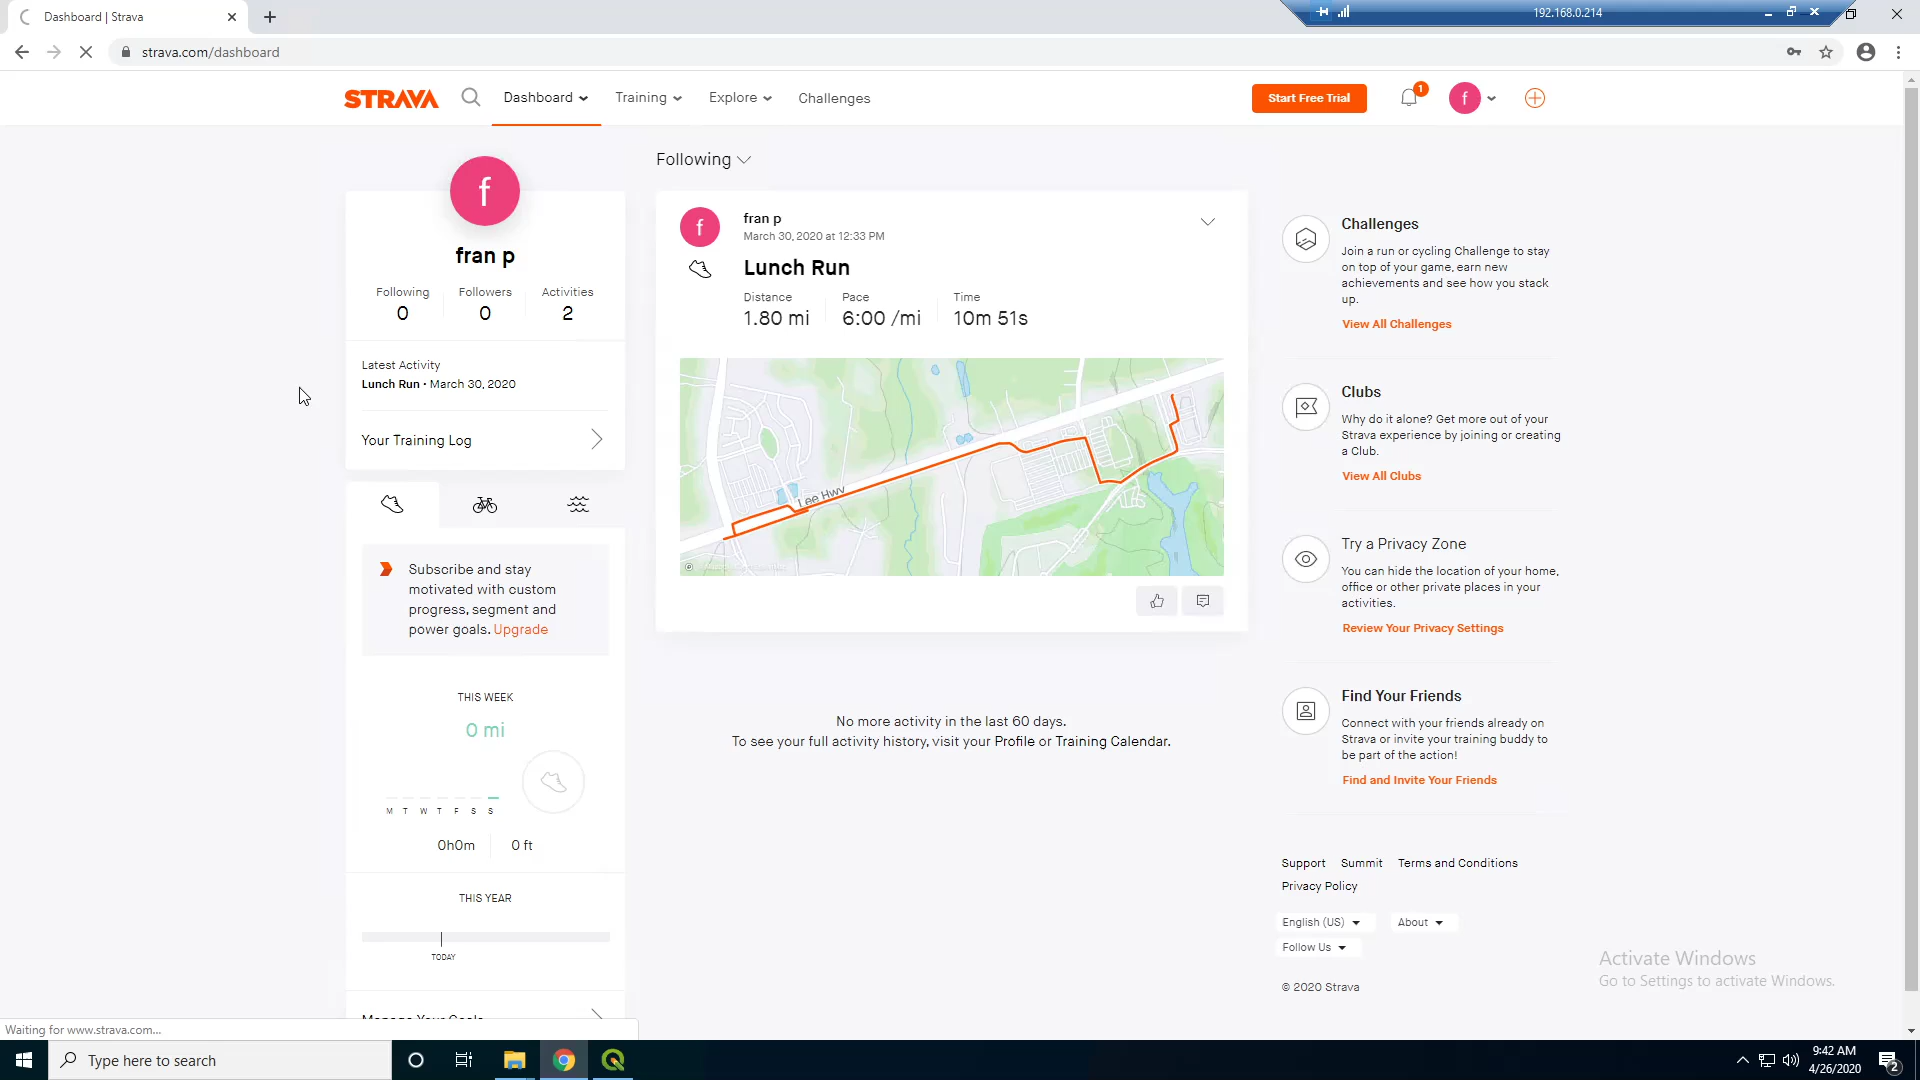 Dashboard | Strava
192.168.0.214
strava.com/dashboard
STRAVA
Dashboard
Training
Explore
Challenges
Start Free Trial
1
f
Following
f
fran p
Following
Followers
Activities
0
0
2
Latest Activity
Lunch Run • March 30, 2020
Your Training Log
Subscribe and stay
motivated with custom
progress, segment and
power goals. Upgrade
THIS WEEK
0 mi
M T W T F S S
0h0m
0 ft
THIS YEAR
TODAY
Manage Your Goals
f
fran p
March 30, 2020 at 12:33 PM
Lunch Run
Distance
Pace
Time
1.80 mi
6:00 /mi
10m 51s
Lee Hwy
No more activity in the last 60 days.
To see your full activity history, visit your Profile or Training Calendar.
Challenges
Join a run or cycling Challenge to stay
on top of your game, earn new
achievements and see how you stack
up.
View All Challenges
Clubs
Why do it alone? Get more out of your
Strava experience by joining or creating
a Club.
View All Clubs
Try a Privacy Zone
You can hide the location of your home,
office or other private places in your
activities.
Review Your Privacy Settings
Find Your Friends
Connect with your friends already on
Strava or invite your training buddy to
be part of the action!
Find and Invite Your Friends
Support
Summit
Terms and Conditions
Privacy Policy
English (US)
About
Follow Us
© 2020 Strava
Activate Windows
Go to Settings to activate Windows.
Waiting for www.strava.com...
Type here to search
9:42 AM
4/26/2020
2